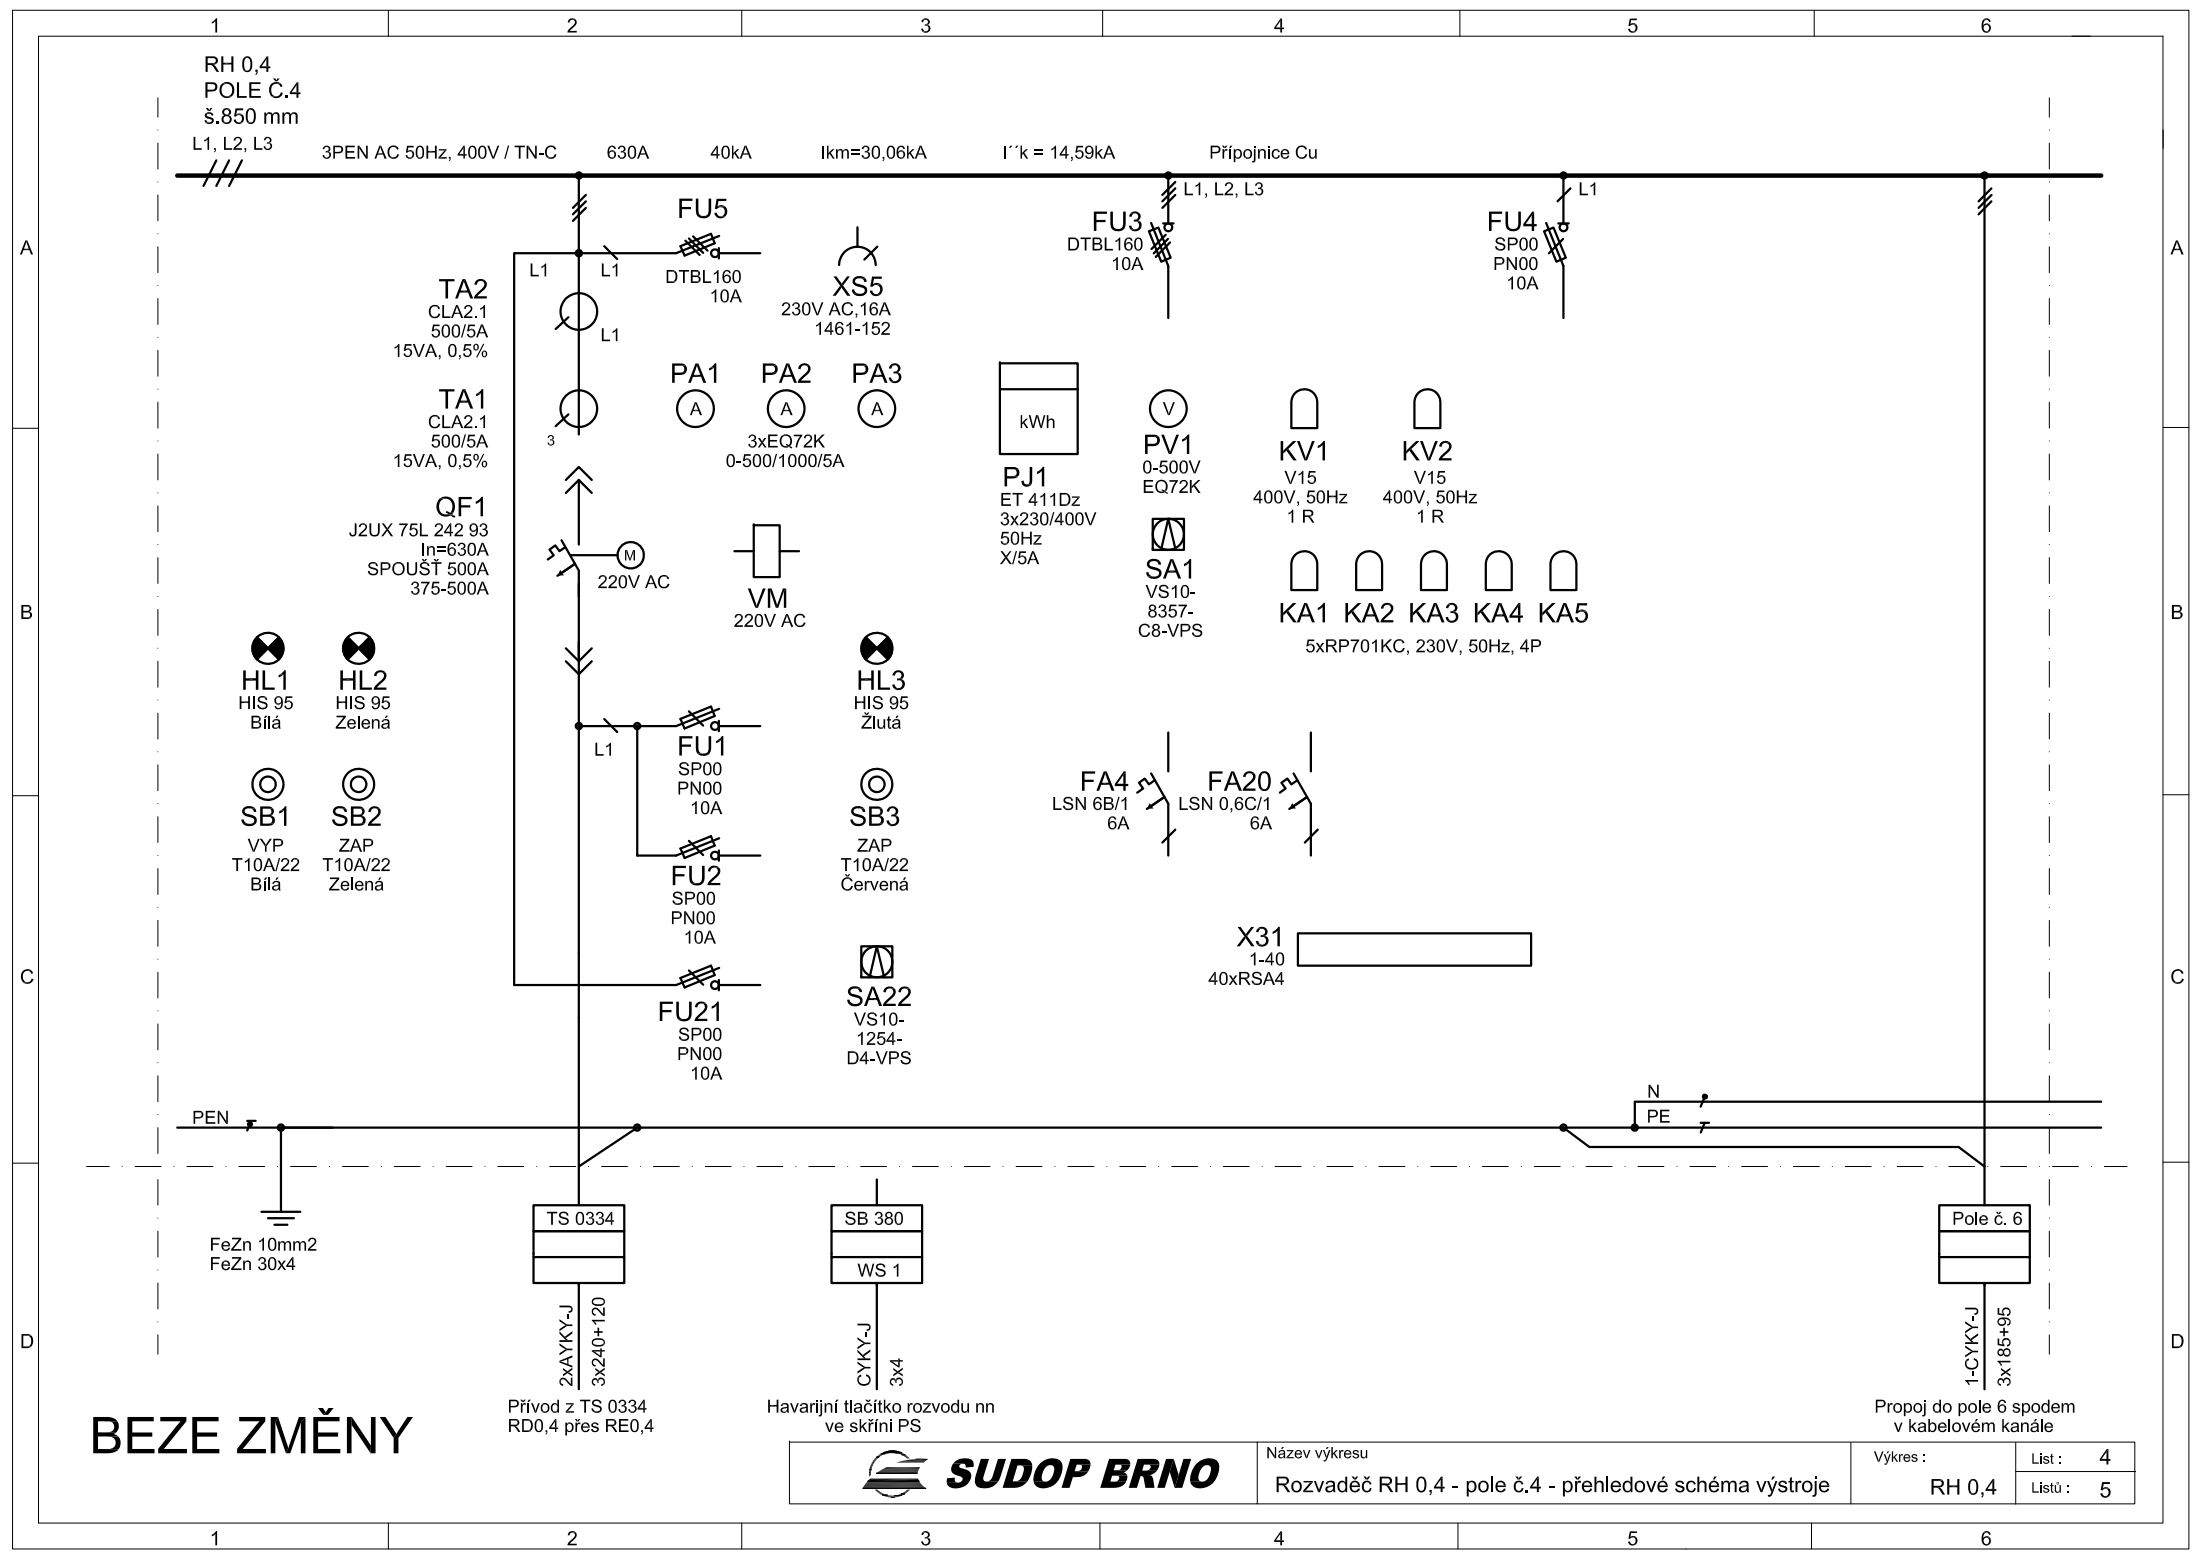 1 2 3 4 5 6
RH 0,4
POLE Č.4
š.850 mm
L1, L2, L3
3PEN AC 50Hz, 400V / TN-C 630A 40kA Ikm=30,06kA I´´k = 14,59kA Přípojnice Cu
A
A
FU5
L1
L1
DTBL160
10A
XS5
230V AC,16A
1461-152
L1, L2, L3
FU3
DTBL160
10A
L1
FU4
SP00
PN00
10A
TA2
CLA2.1
500/5A
15VA, 0,5%
L1
TA1
CLA2.1
500/5A
15VA, 0,5%
3
PA1 PA2 PA3
A A A
3xEQ72K
0-500/1000/5A
kWh
PJ1
ET 411Dz
3x230/400V
50Hz
X/5A
V
PV1
0-500V
EQ72K
KV1
V15
400V, 50Hz
1 R
KV2
V15
400V, 50Hz
1 R
QF1
J2UX 75L 242 93
In=630A
SPOUŠŤ 500A
375-500A
M
220V AC
VM
220V AC
SA1
VS10-
8357-
C8-VPS
KA1 KA2 KA3 KA4 KA5
5xRP701KC, 230V, 50Hz, 4P
B
B
HL1
HIS 95
Bílá
HL2
HIS 95
Zelená
HL3
HIS 95
Žlutá
L1
FU1
SP00
PN00
10A
SB1
VYP
T10A/22
Bílá
SB2
ZAP
T10A/22
Zelená
FU2
SP00
PN00
10A
SB3
ZAP
T10A/22
Červená
FA4
LSN 6B/1
6A
FA20
LSN 0,6C/1
6A
X31
1-40
40xRSA4
C
C
FU21
SP00
PN00
10A
SA22
VS10-
1254-
D4-VPS
PEN
N
PE
FeZn 10mm2
FeZn 30x4
TS 0334
2xAYKY-J
3x240+120
Přívod z TS 0334
RD0,4 přes RE0,4
SB 380
WS 1
CYKY-J
3x4
Havarijní tlačítko rozvodu nn
ve skříni PS
Pole č. 6
1-CYKY-J
3x185+95
Propoj do pole 6 spodem
v kabelovém kanále
D
D
BEZE ZMĚNY
SUDOP BRNO
Název výkresu
Rozvaděč RH 0,4 - pole č.4 - přehledové schéma výstroje
Výkres :
RH 0,4
List : 4
Listů : 5
1 2 3 4 5 6